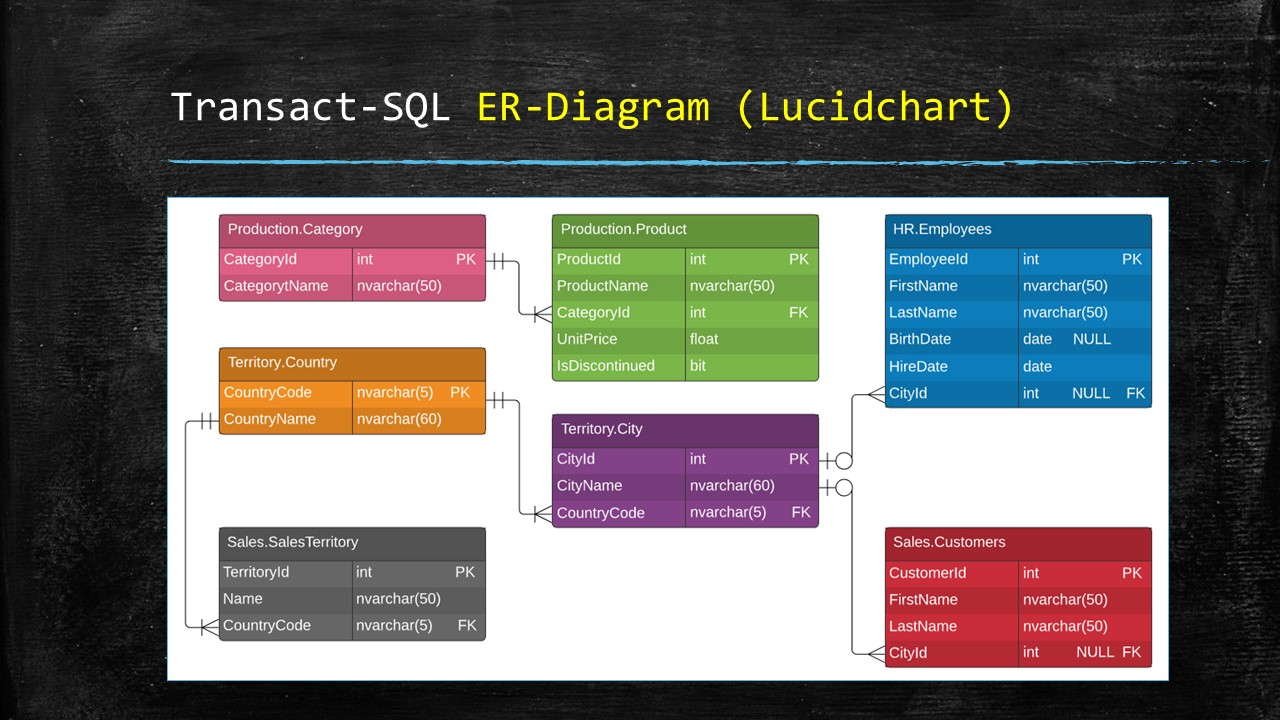 Transact-SQL ER-Diagram (Lucidchart)
Production.Category
CategoryId int PK
CategorytName nvarchar(50)
Production.Product
ProductId int PK
ProductName nvarchar(50)
CategoryId int FK
UnitPrice float
IsDiscontinued bit
HR.Employees
EmployeeId int PK
FirstName nvarchar(50)
LastName nvarchar(50)
BirthDate date NULL
HireDate date
CityId int NULL FK
Territory.Country
CountryCode nvarchar(5) PK
CountryName nvarchar(60)
Territory.City
CityId int PK
CityName nvarchar(60)
CountryCode nvarchar(5) FK
Sales.SalesTerritory
TerritoryId int PK
Name nvarchar(50)
CountryCode nvarchar(5) FK
Sales.Customers
CustomerId int PK
FirstName nvarchar(50)
LastName nvarchar(50)
CityId int NULL FK